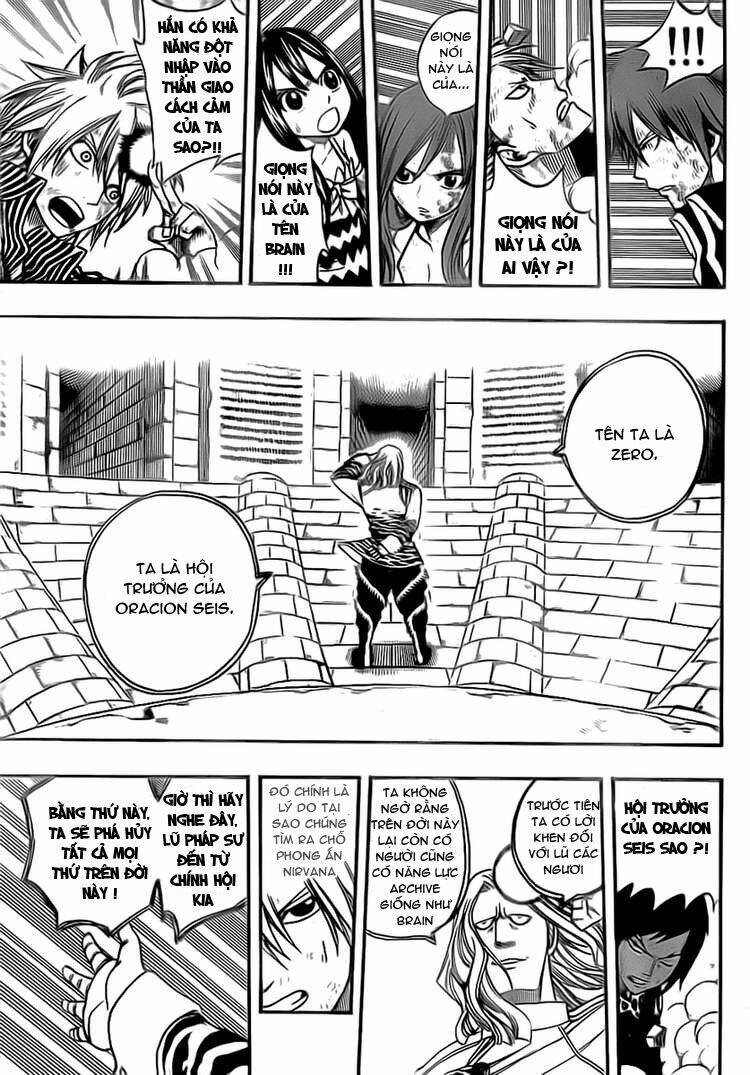 !!!
GIỌNG
NÓI
NÀY LÀ
CỦA...
GIỌNG NÓI
NÀY LÀ CỦA
AI VẬY ?!
GIỌNG
NÓI NÀY
LÀ CỦA
TÊN
BRAIN
!!!
HẮN CÓ KHẢ
NĂNG ĐỘT
NHẬP VÀO
THẦN GIAO
CÁCH CẢM
CỦA TA
SAO?!!
TÊN TA LÀ
ZERO.
TA LÀ HỘI
TRƯỞNG CỦA
ORACION SEIS.
HỘI TRƯỞNG
CỦA ORACION
SEIS SAO ?!
TRƯỚC TIÊN
TA CÓ LỜI
KHEN ĐỐI
VỚI LŨ CÁC
NGƯƠI
TA KHÔNG
NGỜ RẰNG
TRÊN ĐỜI NÀY
LẠI CÒN CÓ
NGƯỜI CŨNG
CÓ NĂNG LỰC
ARCHIVE
GIỐNG NHƯ
BRAIN
ĐÓ CHÍNH LÀ
LÝ DO TẠI
SAO CHÚNG
TÌM RA CHỖ
PHONG ẤN
NIRVANA
GIỜ THÌ HÃY
NGHE ĐÂY,
LŨ PHÁP SƯ
ĐẾN TỪ
CHÍNH HỘI
KIA
BẰNG THỨ NÀY,
TA SẼ PHÁ HỦY
TẤT CẢ MỌI
THỨ TRÊN ĐỜI
NÀY !